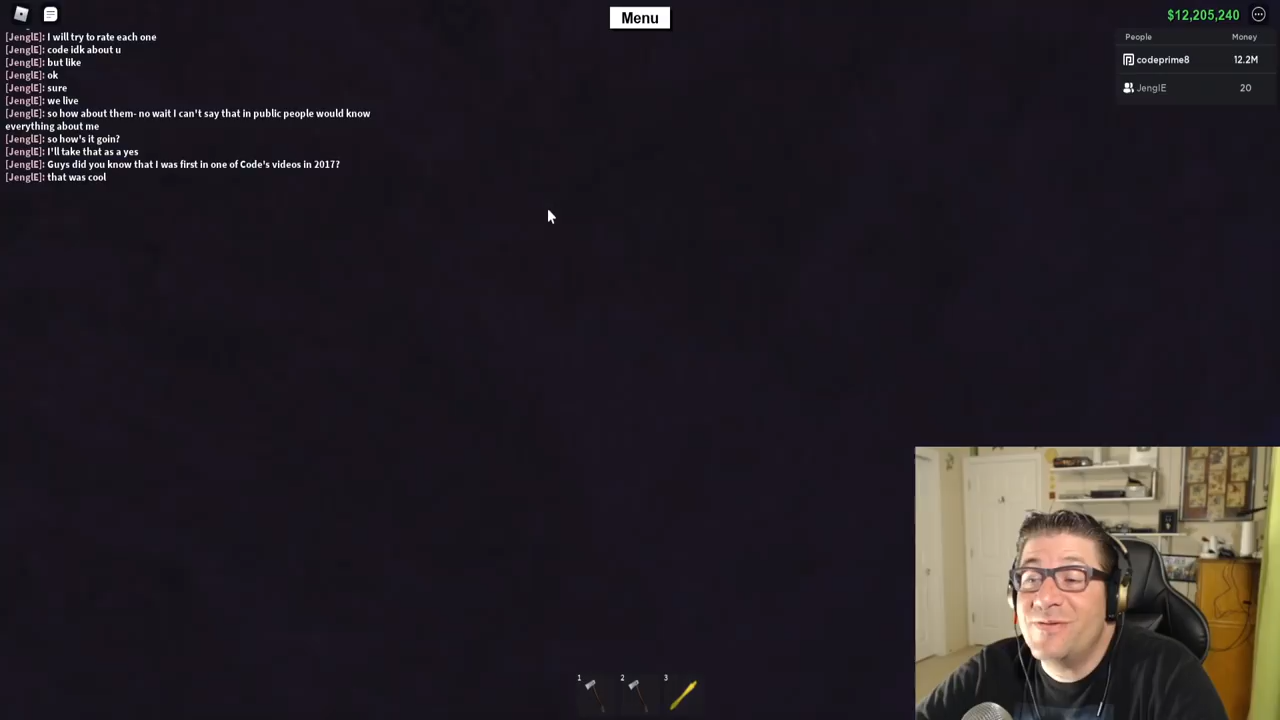 Menu
$12,205,240
[JenglE]: I will try to rate each one
[JenglE]: code idk about u
[JenglE]: but like
[JenglE]: ok
[JenglE]: sure
[JenglE]: we live
[JenglE]: so how about them- no wait I can't say that in public people would know
everything about me
[JenglE]: so how's it goin?
[JenglE]: I'll take that as a yes
[JenglE]: Guys did you know that I was first in one of Code's videos in 2017?
[JenglE]: that was cool
People Money
codeprime8 12.2M
JenglE 20
1 2 3